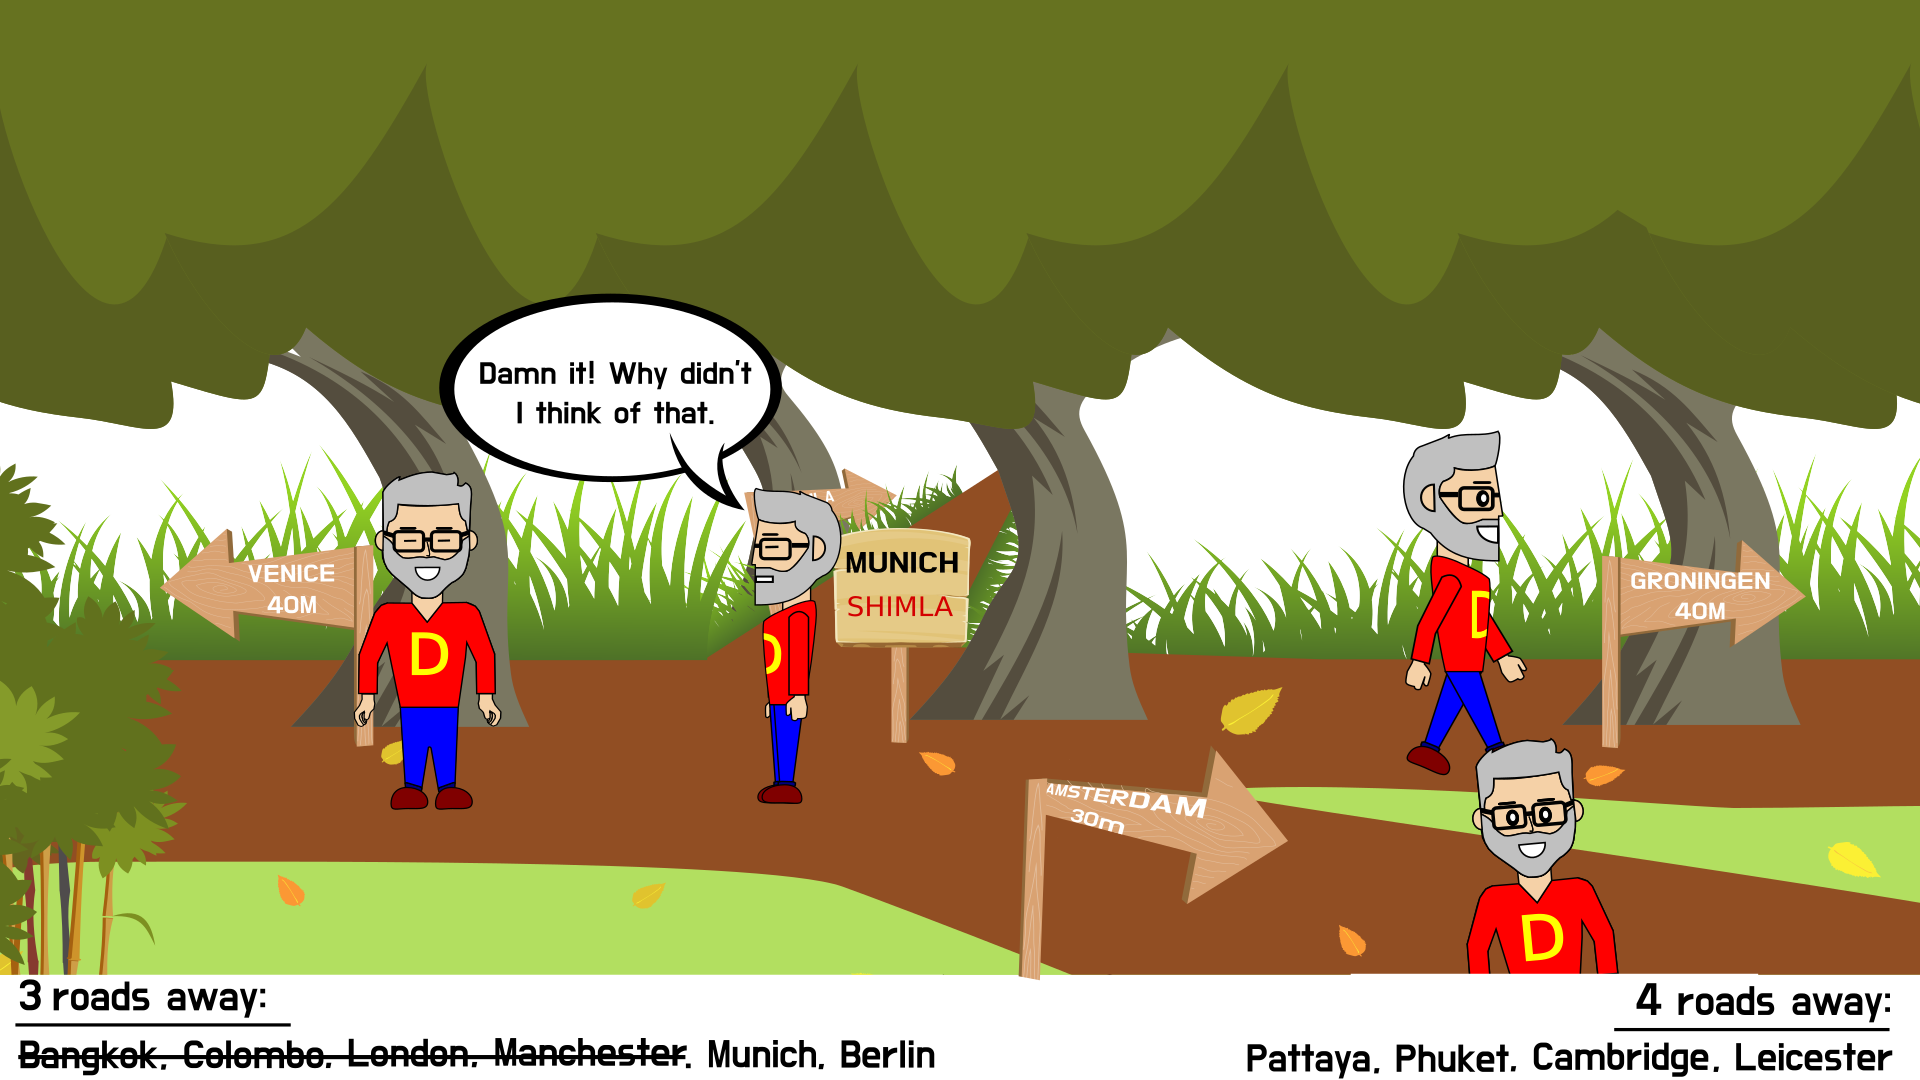 Damn it! Why didn't
I think of that.
LA
MUNICH
SHIMLA
VENICE
40M
GRONINGEN
40M
D
D
D
D
AMSTERDAM
30m
3 roads away:
Bangkok, Colombo, London, Manchester, Munich, Berlin
4 roads away:
Pattaya, Phuket, Cambridge, Leicester